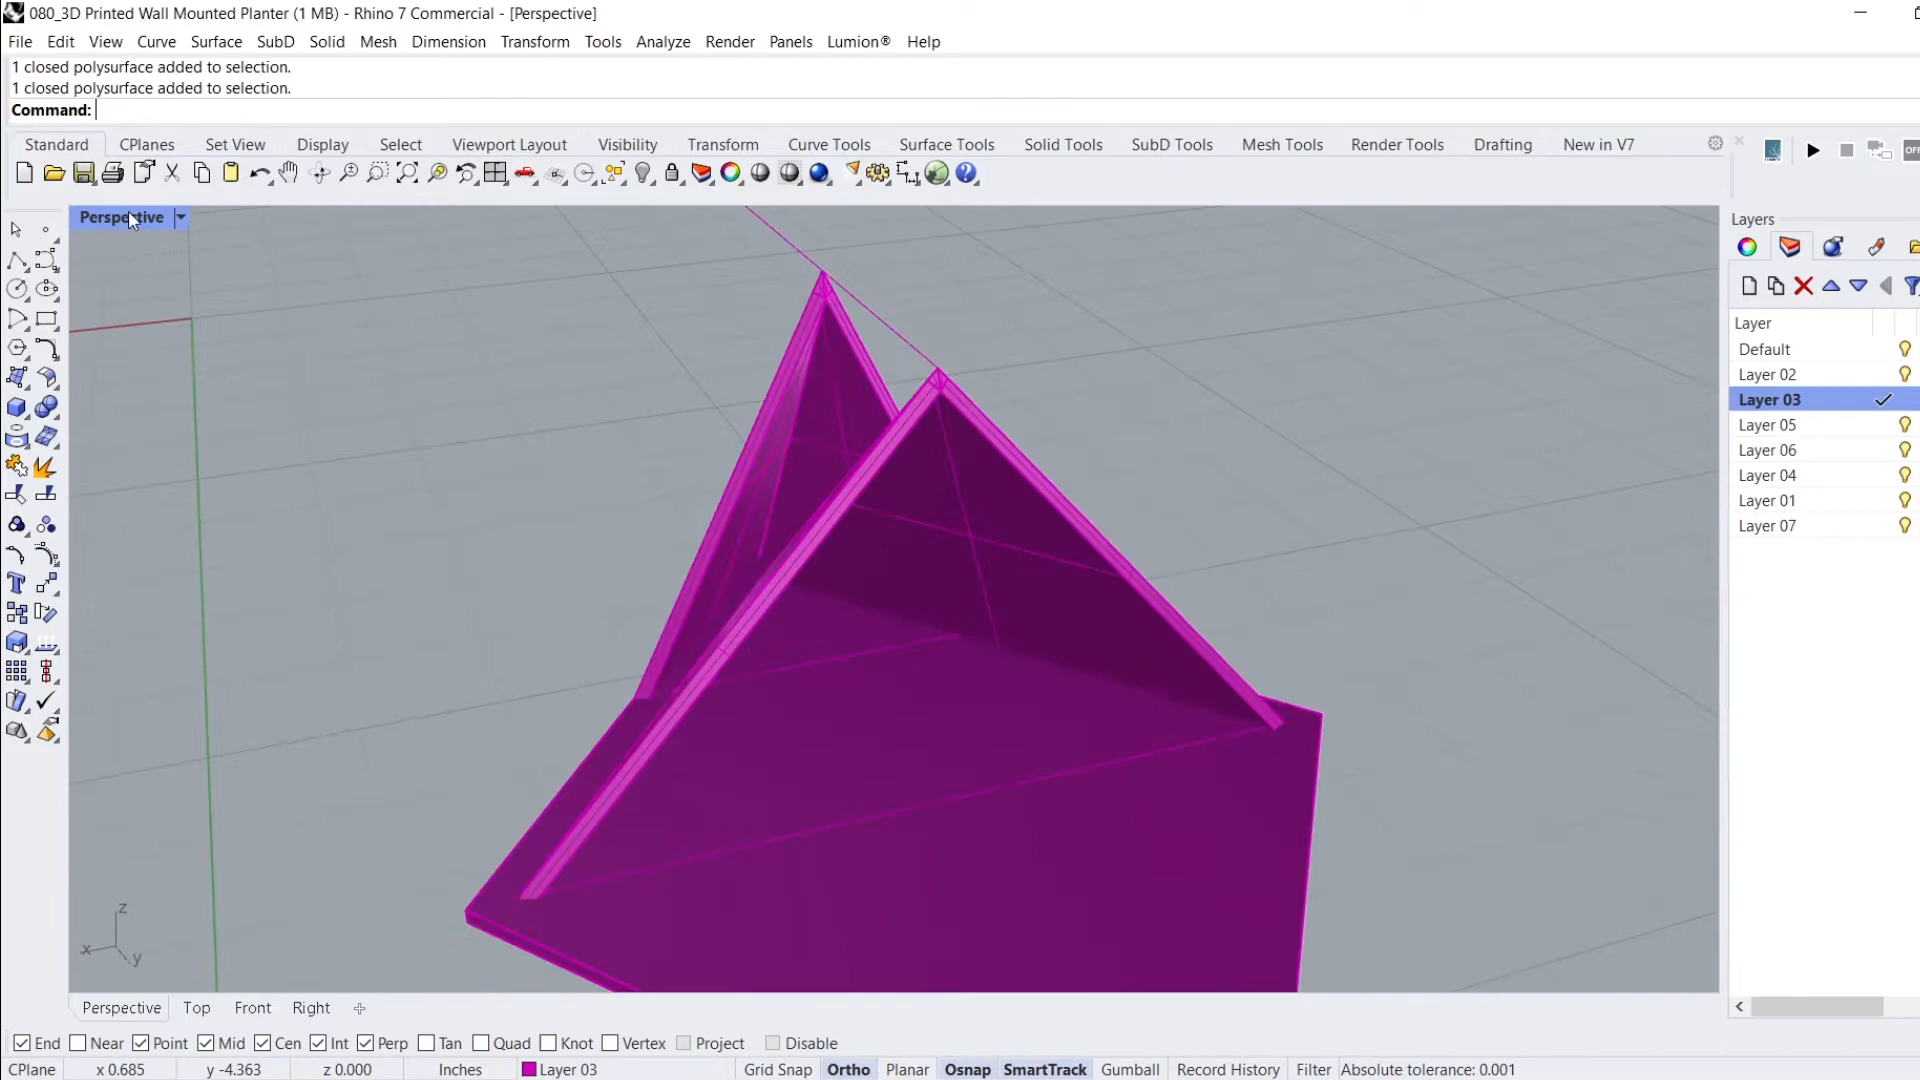 080_3D Printed Wall Mounted Planter (1 MB) - Rhino 7 Commercial - [Perspective]
File Edit View Curve Surface SubD Solid Mesh Dimension Transform Tools Analyze Render Panels Lumion® Help
1 closed polysurface added to selection.
1 closed polysurface added to selection.
Command:
Standard CPlanes Set View Display Select Viewport Layout Visibility Transform Curve Tools Surface Tools Solid Tools SubD Tools Mesh Tools Render Tools Drafting New in V7
OFF
Perspective
Layers
Layer
Default
Layer 02
Layer 03
Layer 05
Layer 06
Layer 04
Layer 01
Layer 07
z
x
y
Perspective Top Front Right
End Near Point Mid Cen Int Perp Tan Quad Knot Vertex Project Disable
CPlane x 0.685 y -4.363 z 0.000 Inches Layer 03 Grid Snap Ortho Planar Osnap SmartTrack Gumball Record History Filter Absolute tolerance: 0.001